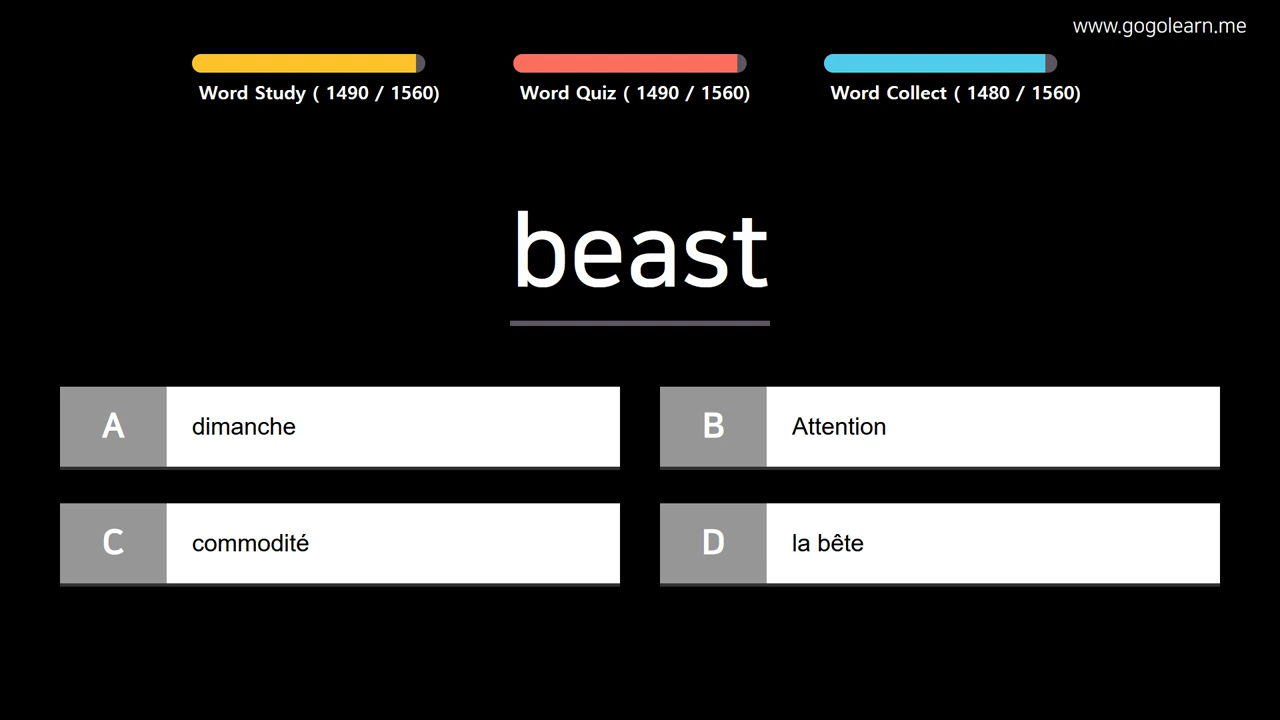 www.gogolearn.me
Word Study ( 1490 / 1560)
Word Quiz ( 1490 / 1560)
Word Collect ( 1480 / 1560)
beast
A dimanche
B Attention
C commodité
D la bête